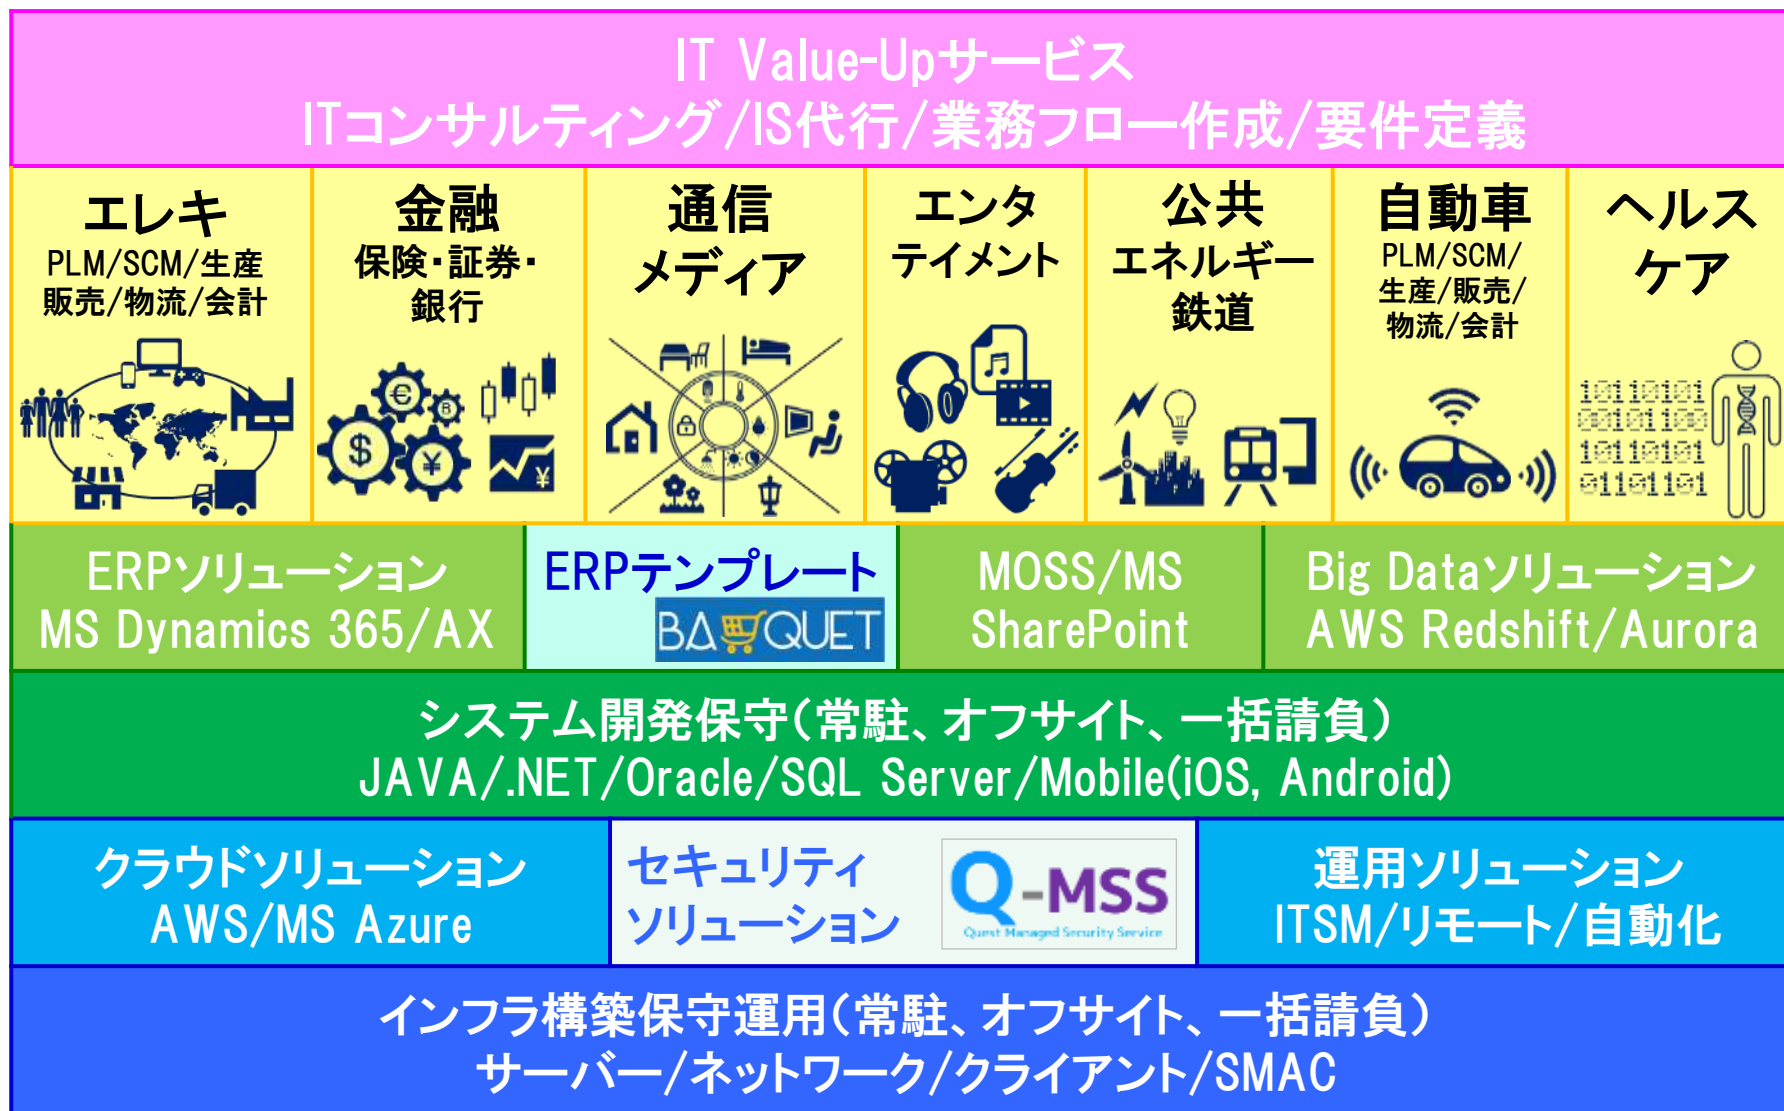 IT Value-Upサービス
ITコンサルティング/IS代行/業務フロー作成/要件定義
エレキ
PLM/SCM/生産
販売/物流/会計
金融
保険・証券・
銀行
通信
メディア
エンタ
テイメント
公共
エネルギー
鉄道
自動車
PLM/SCM/
生産/販売/
物流/会計
ヘルス
ケア
€
B
$
¥
¥
10110101
00101100
10110101
01101101
ERPソリューション
MS Dynamics 365/AX
ERPテンプレート
BANQUET
MOSS/MS
SharePoint
Big Dataソリューション
AWS Redshift/Aurora
システム開発保守(常駐、オフサイト、一括請負)
JAVA/.NET/Oracle/SQL Server/Mobile(iOS, Android)
クラウドソリューション
AWS/MS Azure
セキュリティ
ソリューション
Q-MSS
Quest Managed Security Service
運用ソリューション
ITSM/リモート/自動化
インフラ構築保守運用(常駐、オフサイト、一括請負)
サーバー/ネットワーク/クライアント/SMAC